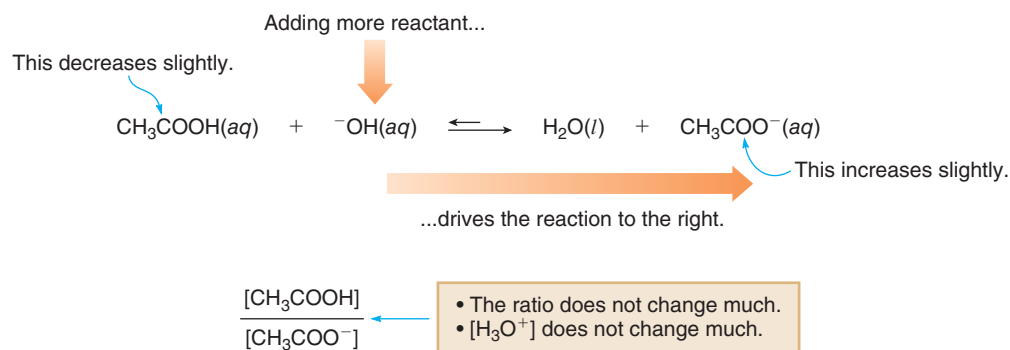 Adding more reactant...
This decreases slightly.
CH₃COOH(aq) + ⁻OH(aq) ⇌ H₂O(l) + CH₃COO⁻(aq)
This increases slightly.
...drives the reaction to the right.
[CH₃COOH]
[CH₃COO⁻]
• The ratio does not change much.
• [H₃O⁺] does not change much.